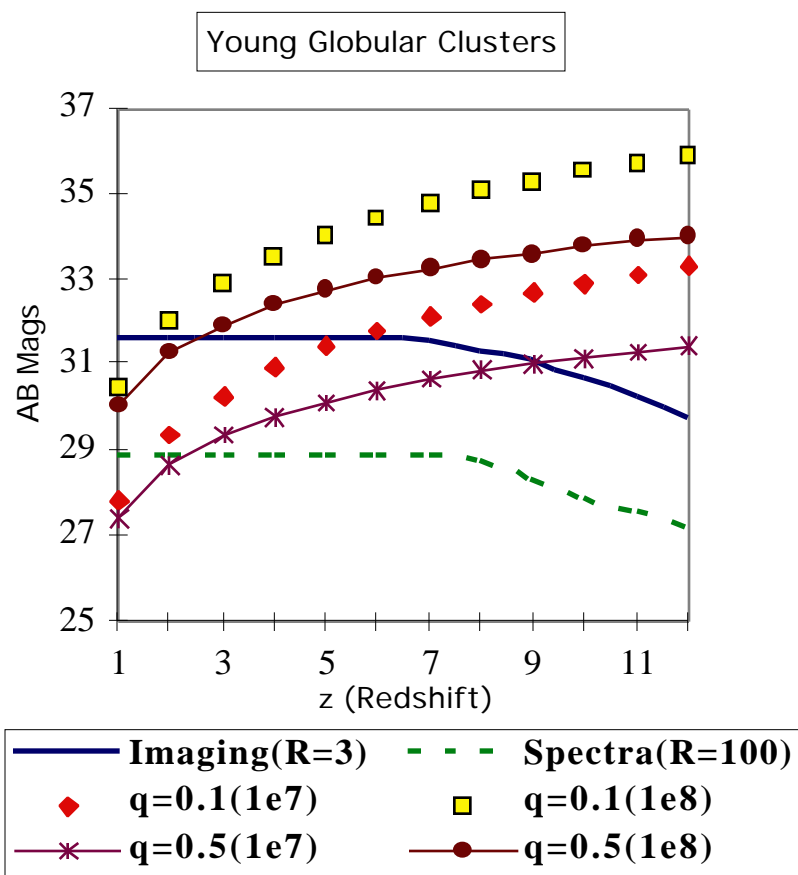 Young Globular Clusters
37
35
33
31
29
27
25
AB Mags
1 3 5 7 9 11
z (Redshift)
Imaging(R=3) Spectra(R=100)
q=0.1(1e7) q=0.1(1e8)
q=0.5(1e7) q=0.5(1e8)